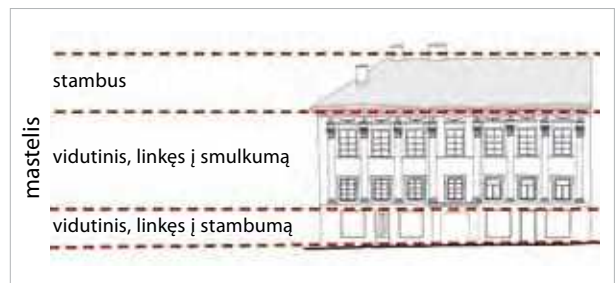 mastelis
stambus
vidutinis, linkęs į smulkumą
vidutinis, linkęs į stambumą